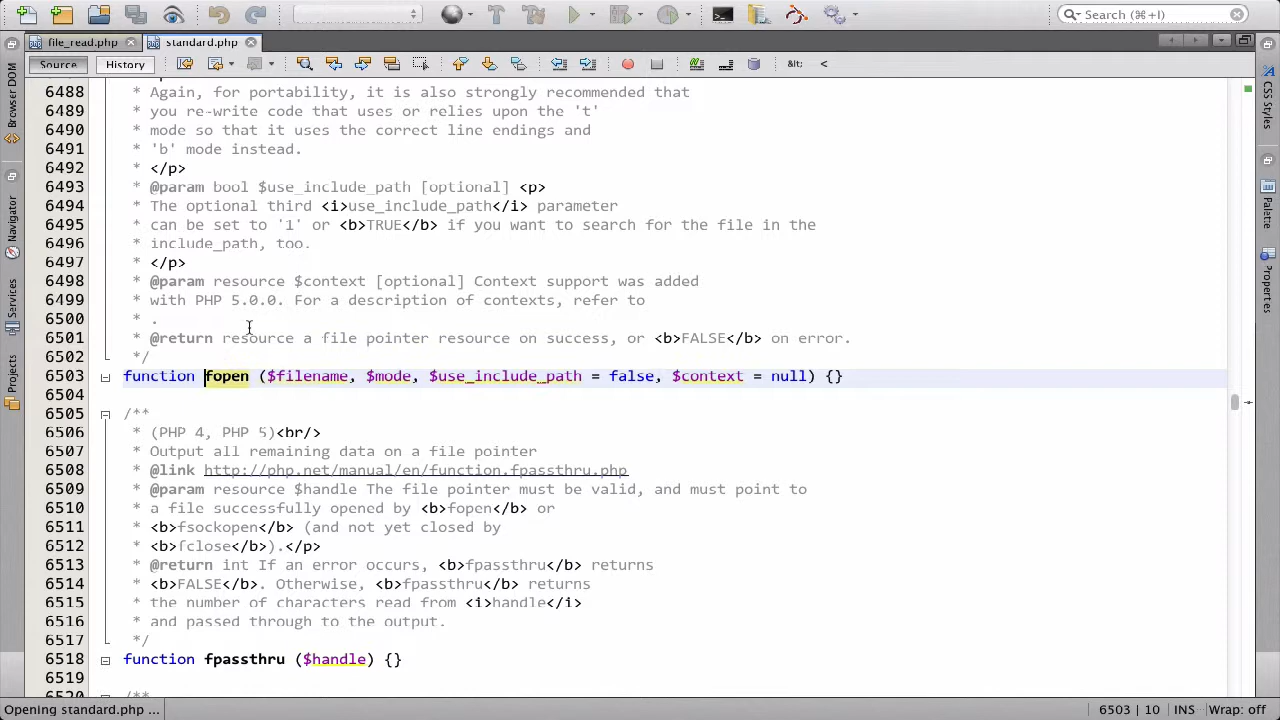 Search (⌘+I)
file_read.php
standard.php
Source
History
&lt: <
6488 * Again, for portability, it is also strongly recommended that
6489 * you re-write code that uses or relies upon the 't'
6490 * mode so that it uses the correct line endings and
6491 * 'b' mode instead.
6492 * </p>
6493 * @param bool $use_include_path [optional] <p>
6494 * The optional third <i>use_include_path</i> parameter
6495 * can be set to '1' or <b>TRUE</b> if you want to search for the file in the
6496 * include_path, too.
6497 * </p>
6498 * @param resource $context [optional] Context support was added
6499 * with PHP 5.0.0. For a description of contexts, refer to
6500 * .
6501 * @return resource a file pointer resource on success, or <b>FALSE</b> on error.
6502 */
6503 function fopen ($filename, $mode, $use_include_path = false, $context = null) {}
6504
6505 /**
6506 * (PHP 4, PHP 5)<br/>
6507 * Output all remaining data on a file pointer
6508 * @link http://php.net/manual/en/function.fpassthru.php
6509 * @param resource $handle The file pointer must be valid, and must point to
6510 * a file successfully opened by <b>fopen</b> or
6511 * <b>fsockopen</b> (and not yet closed by
6512 * <b>fclose</b>).</p>
6513 * @return int If an error occurs, <b>fpassthru</b> returns
6514 * <b>FALSE</b>. Otherwise, <b>fpassthru</b> returns
6515 * the number of characters read from <i>handle</i>
6516 * and passed through to the output.
6517 */
6518 function fpassthru ($handle) {}
6519
6520 /**
Browser DOM
Navigator
Services
Projects
CSS Styles
Palette
Properties
Opening standard.php ...
6503 | 10
INS
Wrap: off